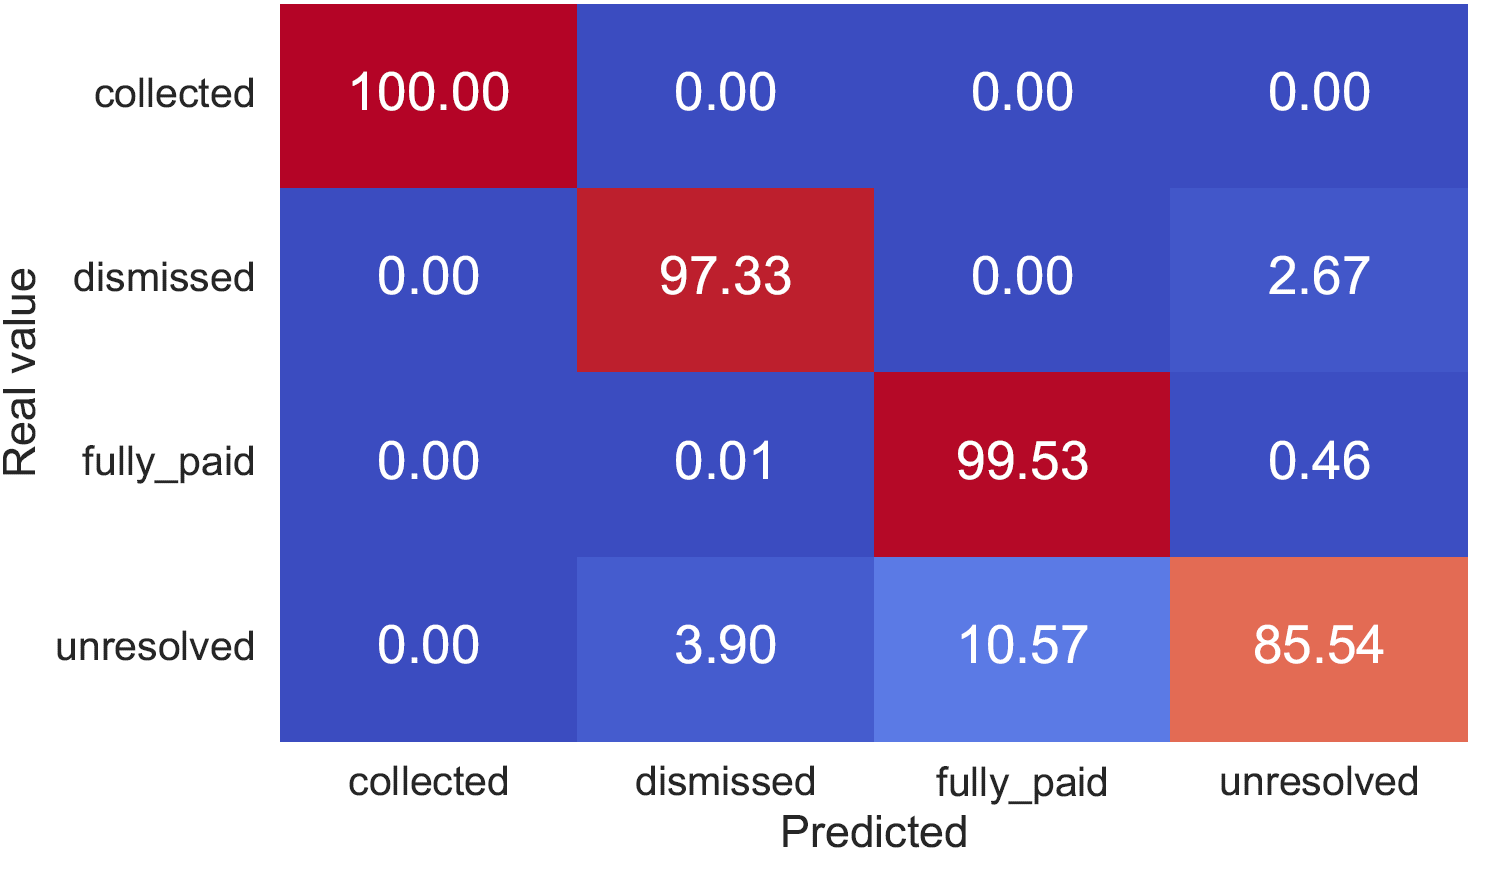 collected 100.00 0.00 0.00 0.00
dismissed 0.00 97.33 0.00 2.67
fully_paid 0.00 0.01 99.53 0.46
unresolved 0.00 3.90 10.57 85.54
Real value
collected dismissed fully_paid unresolved
Predicted